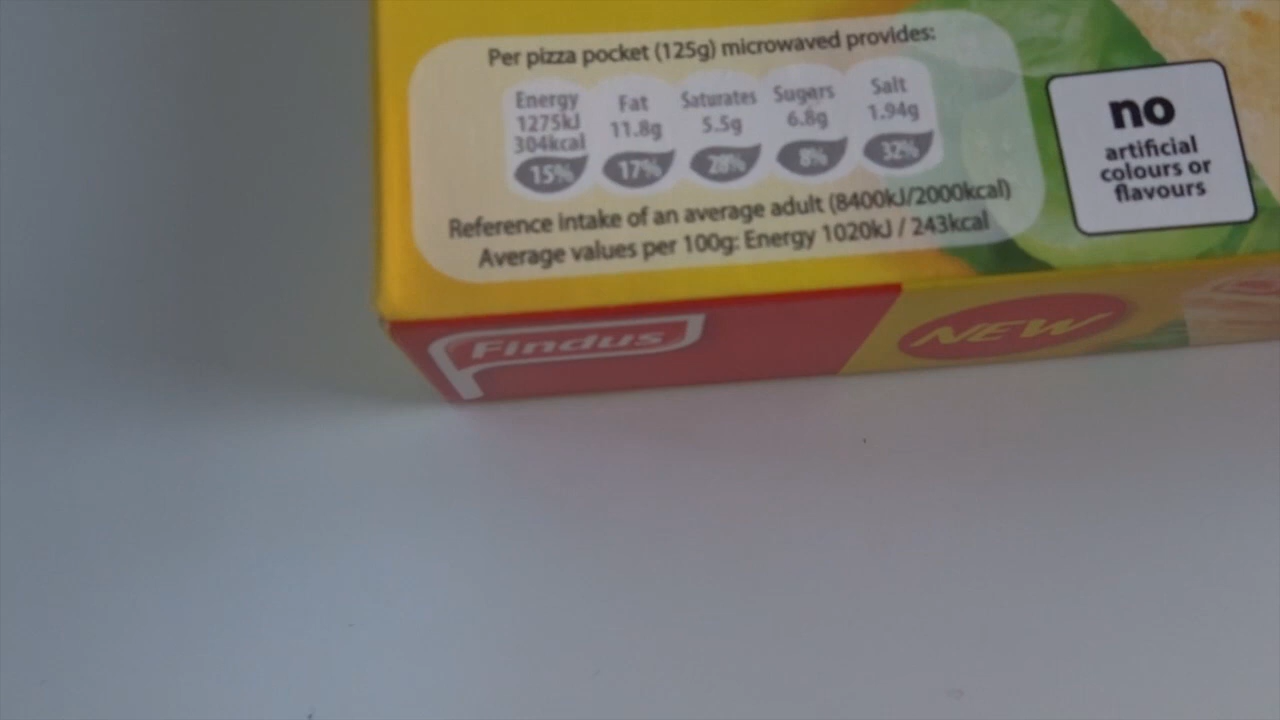 Per pizza pocket (125g) microwaved provides:
Energy
1275kJ
304kcal
15%
Fat
11.8g
17%
Saturates
5.5g
28%
Sugars
6.8g
8%
Salt
1.94g
32%
Reference intake of an average adult (8400kJ/2000kcal)
Average values per 100g: Energy 1020kJ / 243kcal
no
artificial
colours or
flavours
Findus
NEW